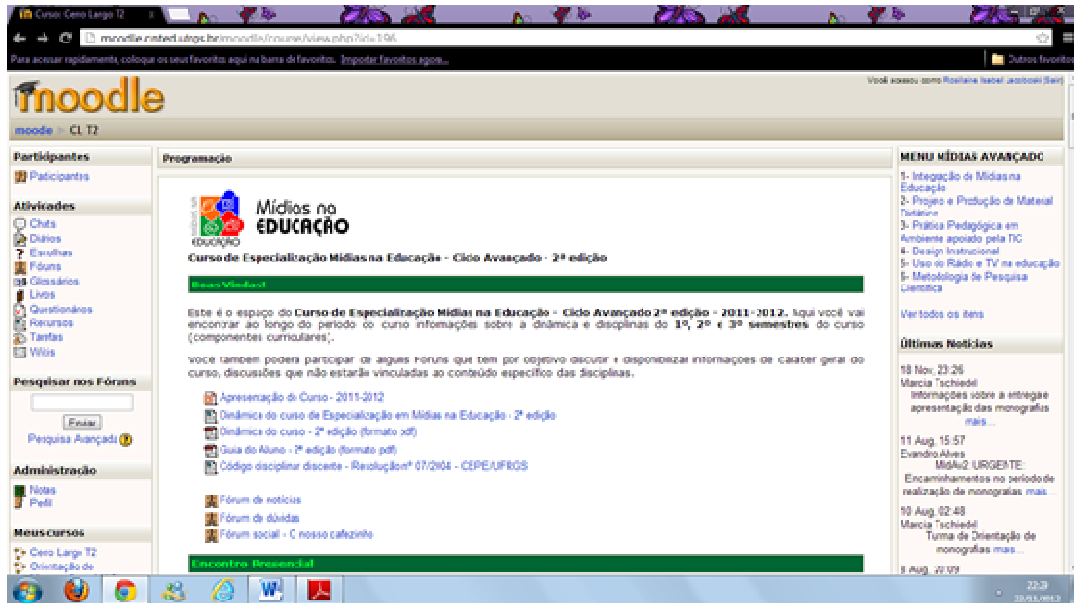 Curso: Cerro Largo T2
moodle.cinted.ufrgs.br/moodle/course/view.php?id=196
Para acessar rapidamente, coloque os seus favoritos aqui na barra de favoritos. Importar favoritos agora...
Outros favoritos
moodle
Você acessou como Rosilaine Isabel (Sair)
moodle CL T2
Participantes
Participantes
Atividades
Chats
Diários
Escolhas
Fóruns
Glossários
Livros
Questionários
Recursos
Tarefas
Wikis
Pesquisar nos Fóruns
Enviar
Pesquisa Avançada
Administração
Notas
Perfil
Meus cursos
Cerro Largo T2
Orientação de
Programação
Mídias na
EDUCAÇÃO
EDUCAÇÃO
Curso de Especialização Mídias na Educação - Ciclo Avançado - 2ª edição
Boas Vindas!
Este é o espaço do Curso de Especialização Mídias na Educação - Ciclo Avançado 2ª edição - 2011-2012. Aqui você vai
encontrar ao longo do período do curso informações sobre a dinâmica e disciplinas do 1º, 2º e 3º semestres do curso
(componentes curriculares).
Você também poderá participar de alguns Fóruns que tem por objetivo discutir e disponibilizar informações de caráter geral do
curso, discussões que não estarão vinculadas ao conteúdo específico das disciplinas.
Apresentação do Curso - 2011-2012
Dinâmica do curso de Especialização em Mídias na Educação - 2ª edição
Dinâmica do curso - 2ª edição (formato pdf)
Guia do Aluno - 2ª edição (formato pdf)
Código disciplinar discente - Resolução nº 07/2004 - CEPE/UFRGS
Fórum de notícias
Fórum de dúvidas
Fórum social - O nosso cafezinho
Encontro Presencial
MENU MÍDIAS AVANÇADO
1- Integração de Mídias na
Educação
2- Projeto e Produção de Material
Didático
3- Prática Pedagógica em
Ambiente apoiado pela TIC
4- Design Instrucional
5- Uso do Rádio e TV na educação
6- Metodologia de Pesquisa
Científica
Ver todos os itens
Últimas Notícias
18 Nov, 23:26
Marcia Tschiedel
Informações sobre a entrega e
apresentação das monografias
mais...
11 Aug, 15:57
Evandro Alves
MidAv2 URGENTE:
Encaminhamentos no período de
realização de monografias mais...
10 Aug, 02:48
Marcia Tschiedel
Turma de Orientação de
monografias mais...